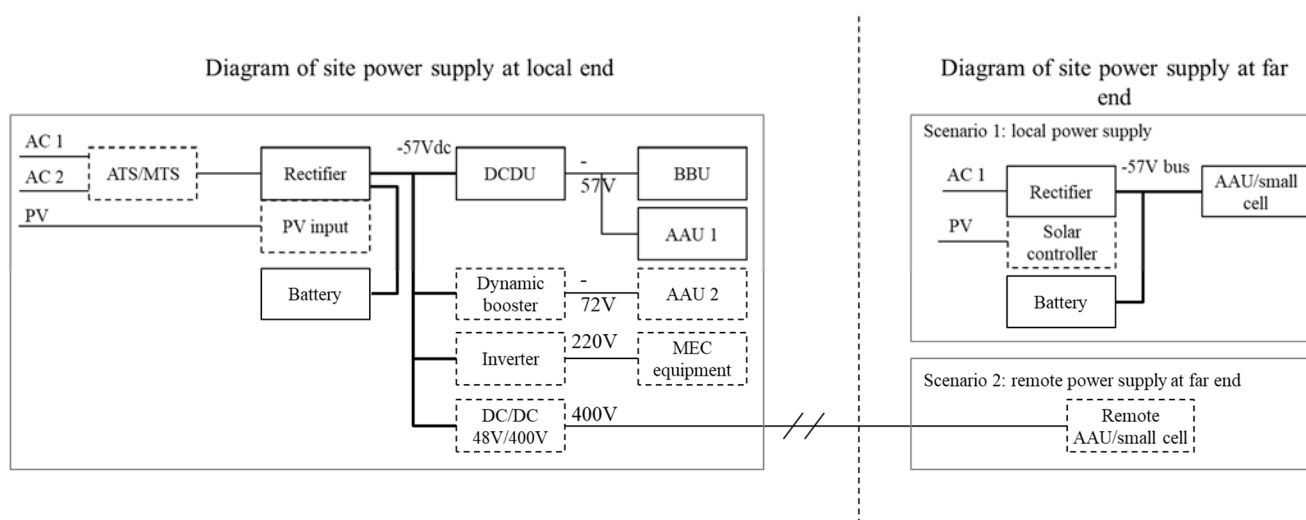 Diagram of site power supply at local end
AC 1
AC 2
PV
ATS/MTS
Rectifier
PV input
Battery
-57Vdc
DCDU
-
57V
BBU
AAU 1
Dynamic
booster
-
72V
AAU 2
Inverter
220V
MEC
equipment
DC/DC
48V/400V
400V
Diagram of site power supply at far
end
Scenario 1: local power supply
AC 1
PV
Rectifier
Solar
controller
Battery
-57V bus
AAU/small
cell
Scenario 2: remote power supply at far end
Remote
AAU/small cell